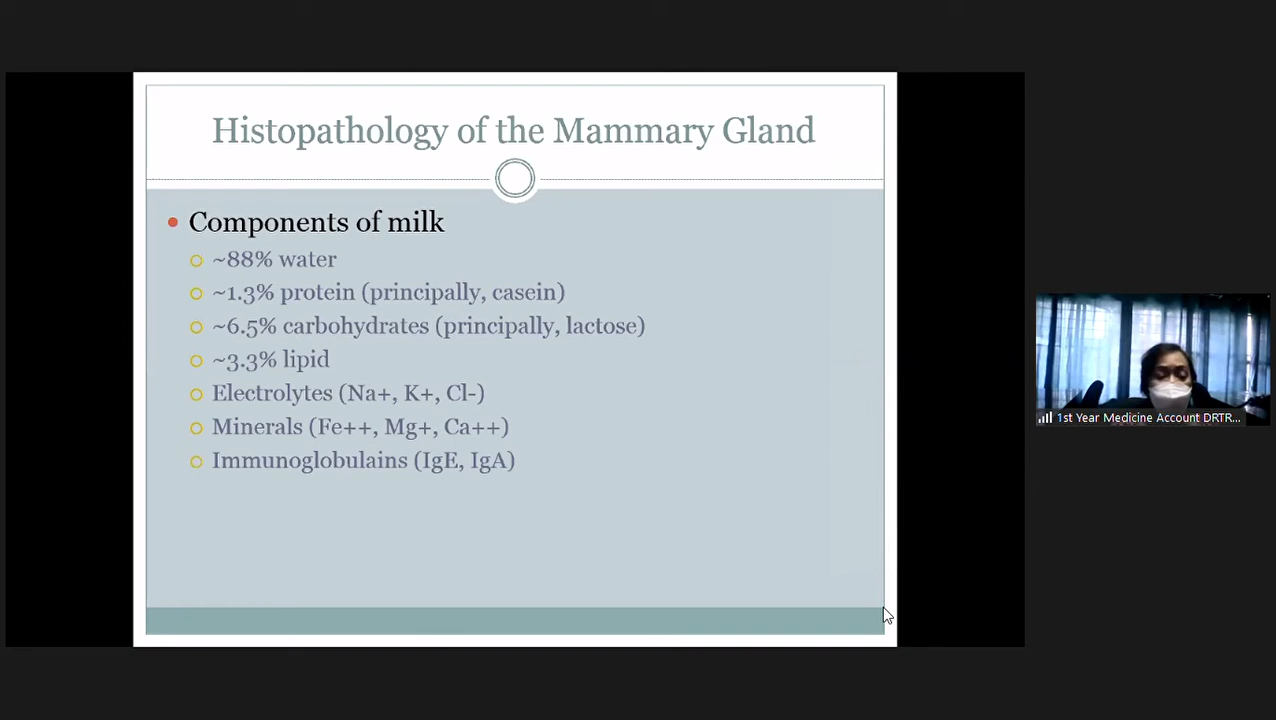 Histopathology of the Mammary Gland
Components of milk
~88% water
~1.3% protein (principally, casein)
~6.5% carbohydrates (principally, lactose)
~3.3% lipid
Electrolytes (Na+, K+, Cl-)
Minerals (Fe++, Mg+, Ca++)
Immunoglobulains (IgE, IgA)
1st Year Medicine Account DRTR...